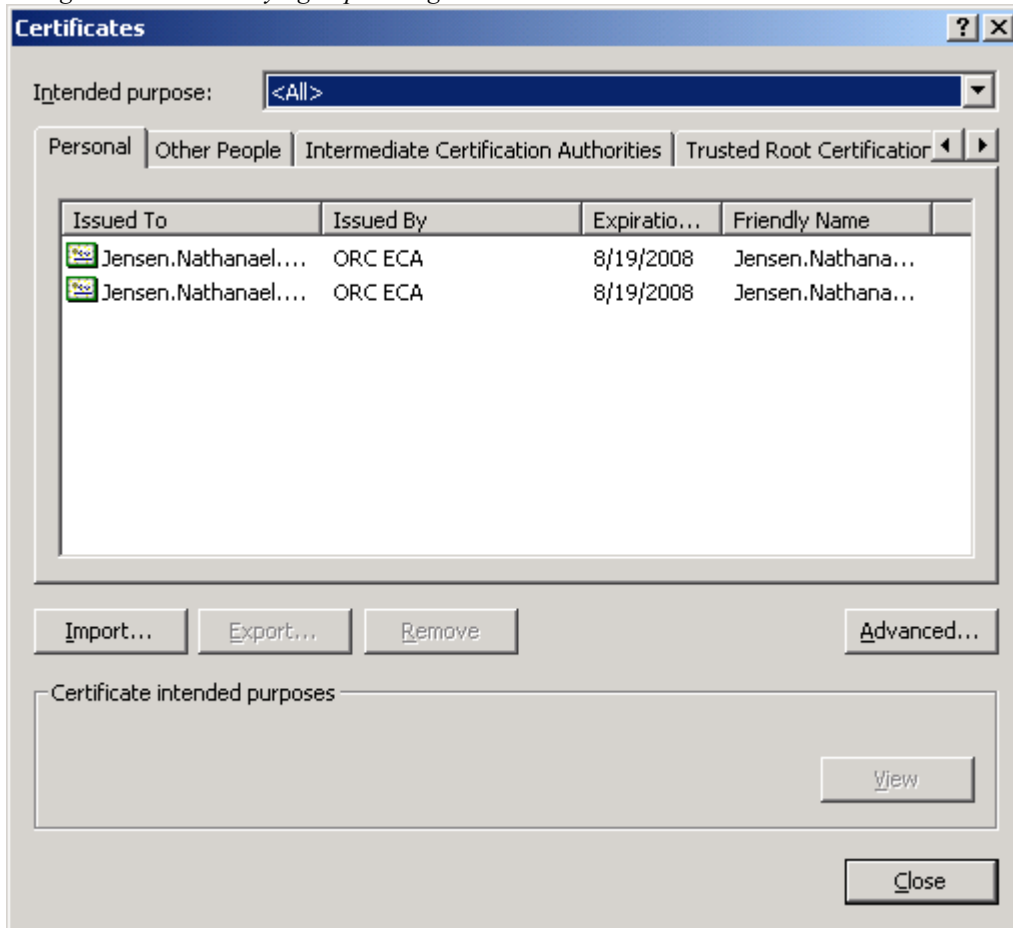 Certificates
Intended purpose: <All>
Personal Other People Intermediate Certification Authorities Trusted Root Certification
Issued To Issued By Expiratio... Friendly Name
Jensen.Nathanael.... ORC ECA 8/19/2008 Jensen.Nathana...
Jensen.Nathanael.... ORC ECA 8/19/2008 Jensen.Nathana...
Import... Export... Remove Advanced...
Certificate intended purposes
View
Close